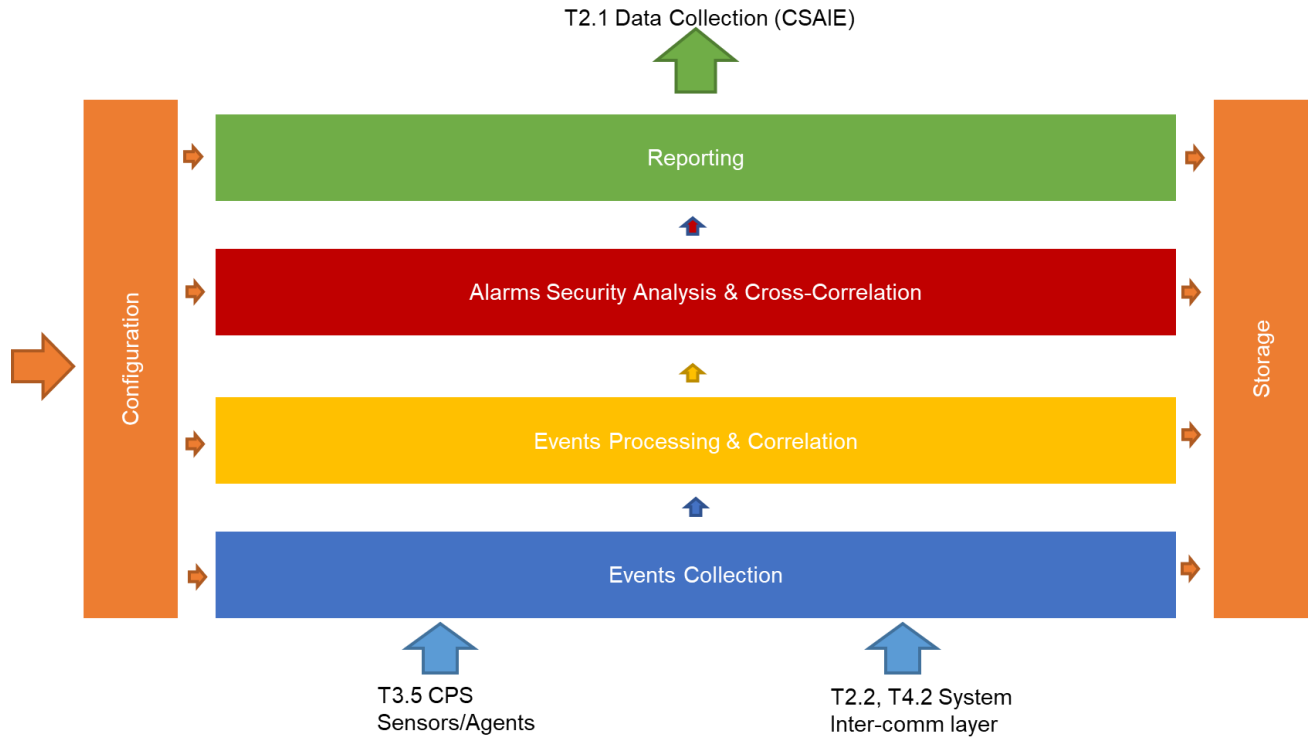 T2.1 Data Collection (CSAIE)
Reporting
Alarms Security Analysis & Cross-Correlation
Configuration
Storage
Events Processing & Correlation
Events Collection
T3.5 CPS
Sensors/Agents
T2.2, T4.2 System
Inter-comm layer